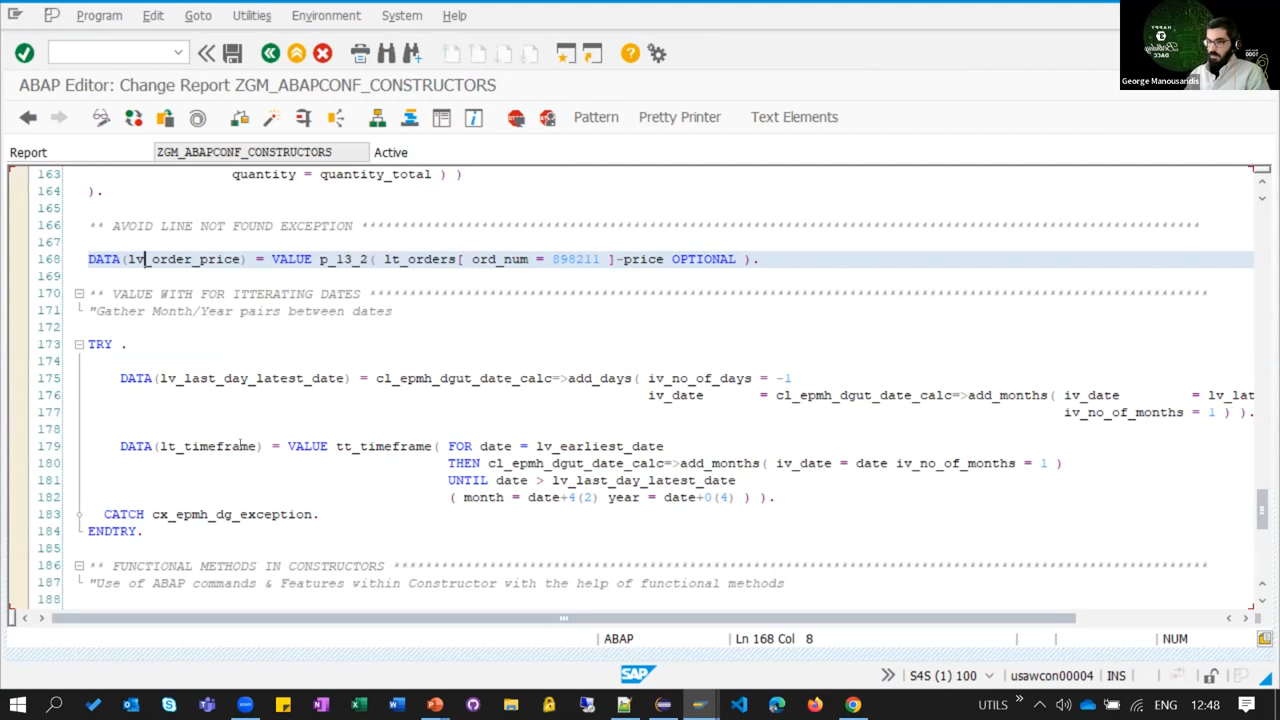 Program Edit Goto Utilities Environment System Help
ABAP Editor: Change Report ZGM_ABAPCONF_CONSTRUCTORS
Pattern Pretty Printer Text Elements
George Manousaridis
Report ZGM_ABAPCONF_CONSTRUCTORS Active
163 quantity = quantity_total ) )
164 ).
165
166 ** AVOID LINE NOT FOUND EXCEPTION **********************************************************************************************************
167
168 DATA(lv_order_price) = VALUE p_13_2( lt_orders[ ord_num = 898211 ]-price OPTIONAL ).
169
170 ** VALUE WITH FOR ITTERATING DATES **********************************************************************************************************
171 "Gather Month/Year pairs between dates
172
173 TRY .
174
175 DATA(lv_last_day_latest_date) = cl_epmh_dgut_date_calc=>add_days( iv_no_of_days = -1
176 iv_date = cl_epmh_dgut_date_calc=>add_months( iv_date = lv_lat
177 iv_no_of_months = 1 ) ).
178
179 DATA(lt_timeframe) = VALUE tt_timeframe( FOR date = lv_earliest_date
180 THEN cl_epmh_dgut_date_calc=>add_months( iv_date = date iv_no_of_months = 1 )
181 UNTIL date > lv_last_day_latest_date
182 ( month = date+4(2) year = date+0(4) ) ).
183 CATCH cx_epmh_dg_exception.
184 ENDTRY.
185
186 ** FUNCTIONAL METHODS IN CONSTRUCTORS ******************************************************************************************************
187 "Use of ABAP commands & Features within Constructor with the help of functional methods
188
ABAP Ln 168 Col 8 NUM
SAP S4S (1) 100 usawcon00004 INS
UTILS ENG 12:48